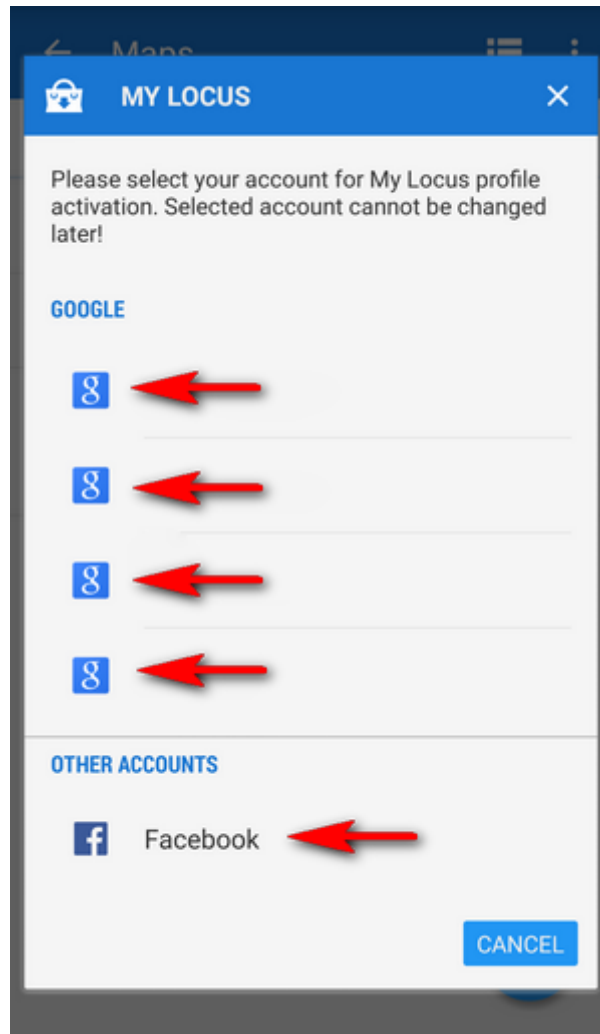 Maps
MY LOCUS
Please select your account for My Locus profile
activation. Selected account cannot be changed
later!
GOOGLE
g
g
g
g
OTHER ACCOUNTS
f
Facebook
CANCEL